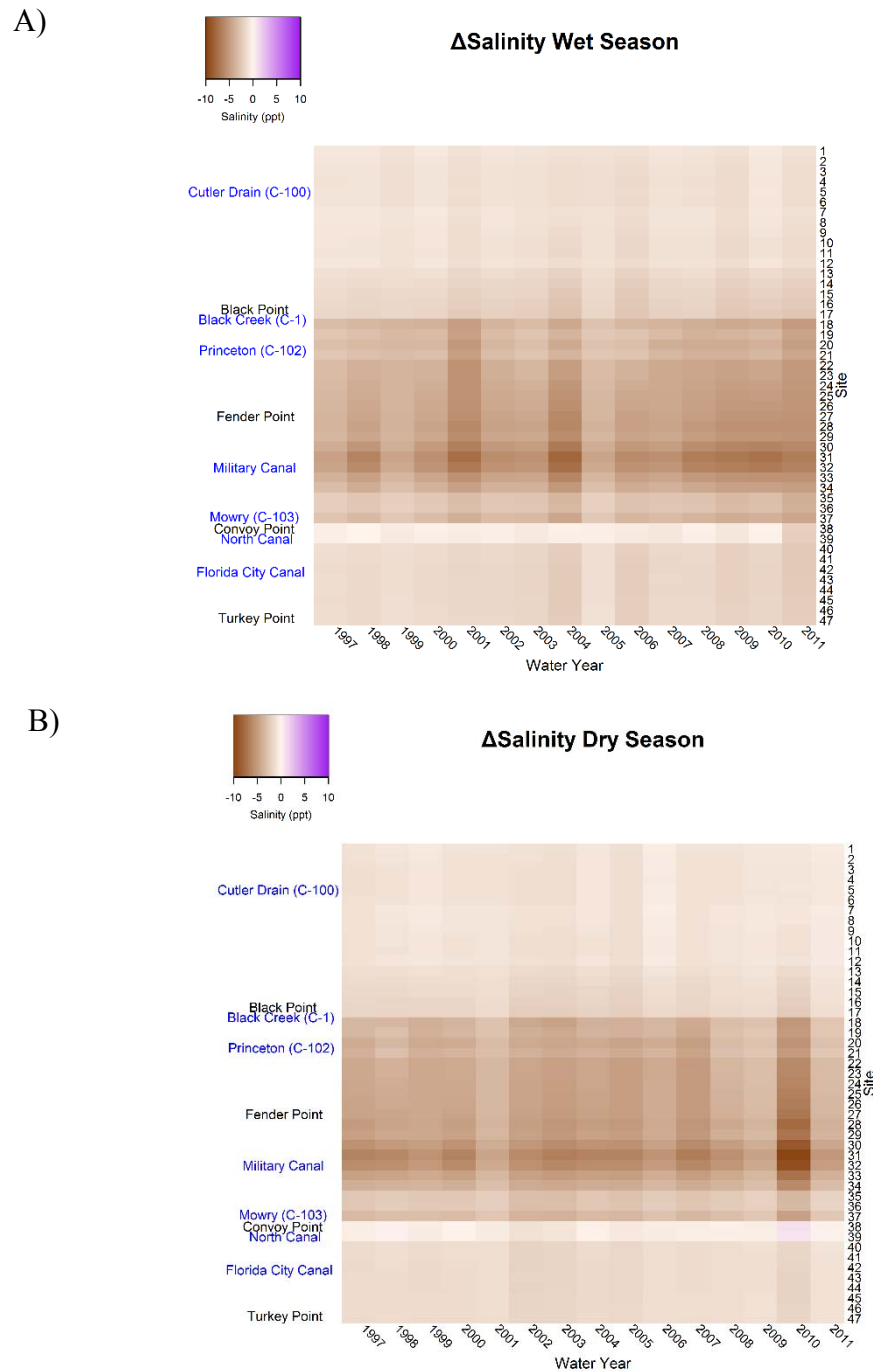 A)
ΔSalinity Wet Season
-10 -5 0 5 10
Salinity (ppt)
Cutler Drain (C-100)
Black Point
Black Creek (C-1)
Princeton (C-102)
Fender Point
Military Canal
Mowry (C-103)
Convoy Point
North Canal
Florida City Canal
Turkey Point
1
2
3
4
5
6
7
8
9
10
11
12
13
14
15
16
17
18
19
20
21
22
23
24
25
26
27
28
29
30
31
32
33
34
35
36
37
38
39
40
41
42
43
44
45
46
47
Site
1997 1998 1999 2000 2001 2002 2003 2004 2005 2006 2007 2008 2009 2010 2011
Water Year
B)
ΔSalinity Dry Season
-10 -5 0 5 10
Salinity (ppt)
Cutler Drain (C-100)
Black Point
Black Creek (C-1)
Princeton (C-102)
Fender Point
Military Canal
Mowry (C-103)
Convoy Point
North Canal
Florida City Canal
Turkey Point
1
2
3
4
5
6
7
8
9
10
11
12
13
14
15
16
17
18
19
20
21
22
23
24
25
26
27
28
29
30
31
32
33
34
35
36
37
38
39
40
41
42
43
44
45
46
47
Site
1997 1998 1999 2000 2001 2002 2003 2004 2005 2006 2007 2008 2009 2010 2011
Water Year